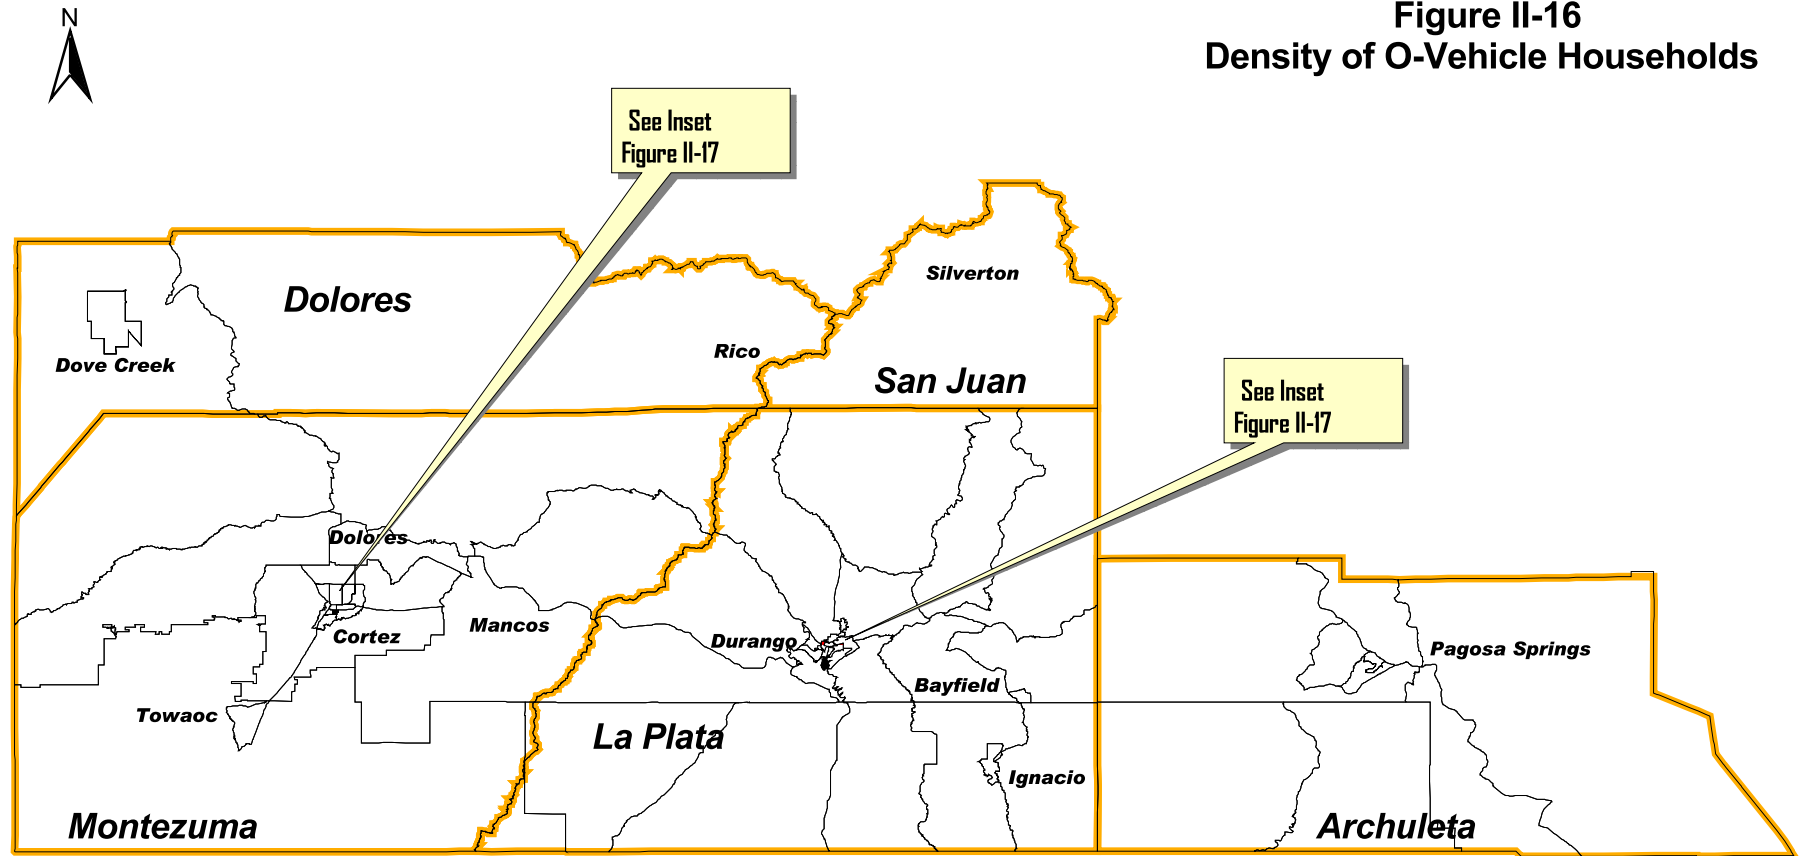 Figure II-16
Density of O-Vehicle Households
N
See Inset
Figure II-17
Silverton
Dolores
Rico
Dove Creek
San Juan
See Inset
Figure II-17
Dolores
Cortez
Mancos
Durango
Pagosa Springs
Bayfield
Towaoc
La Plata
Ignacio
Montezuma
Archuleta